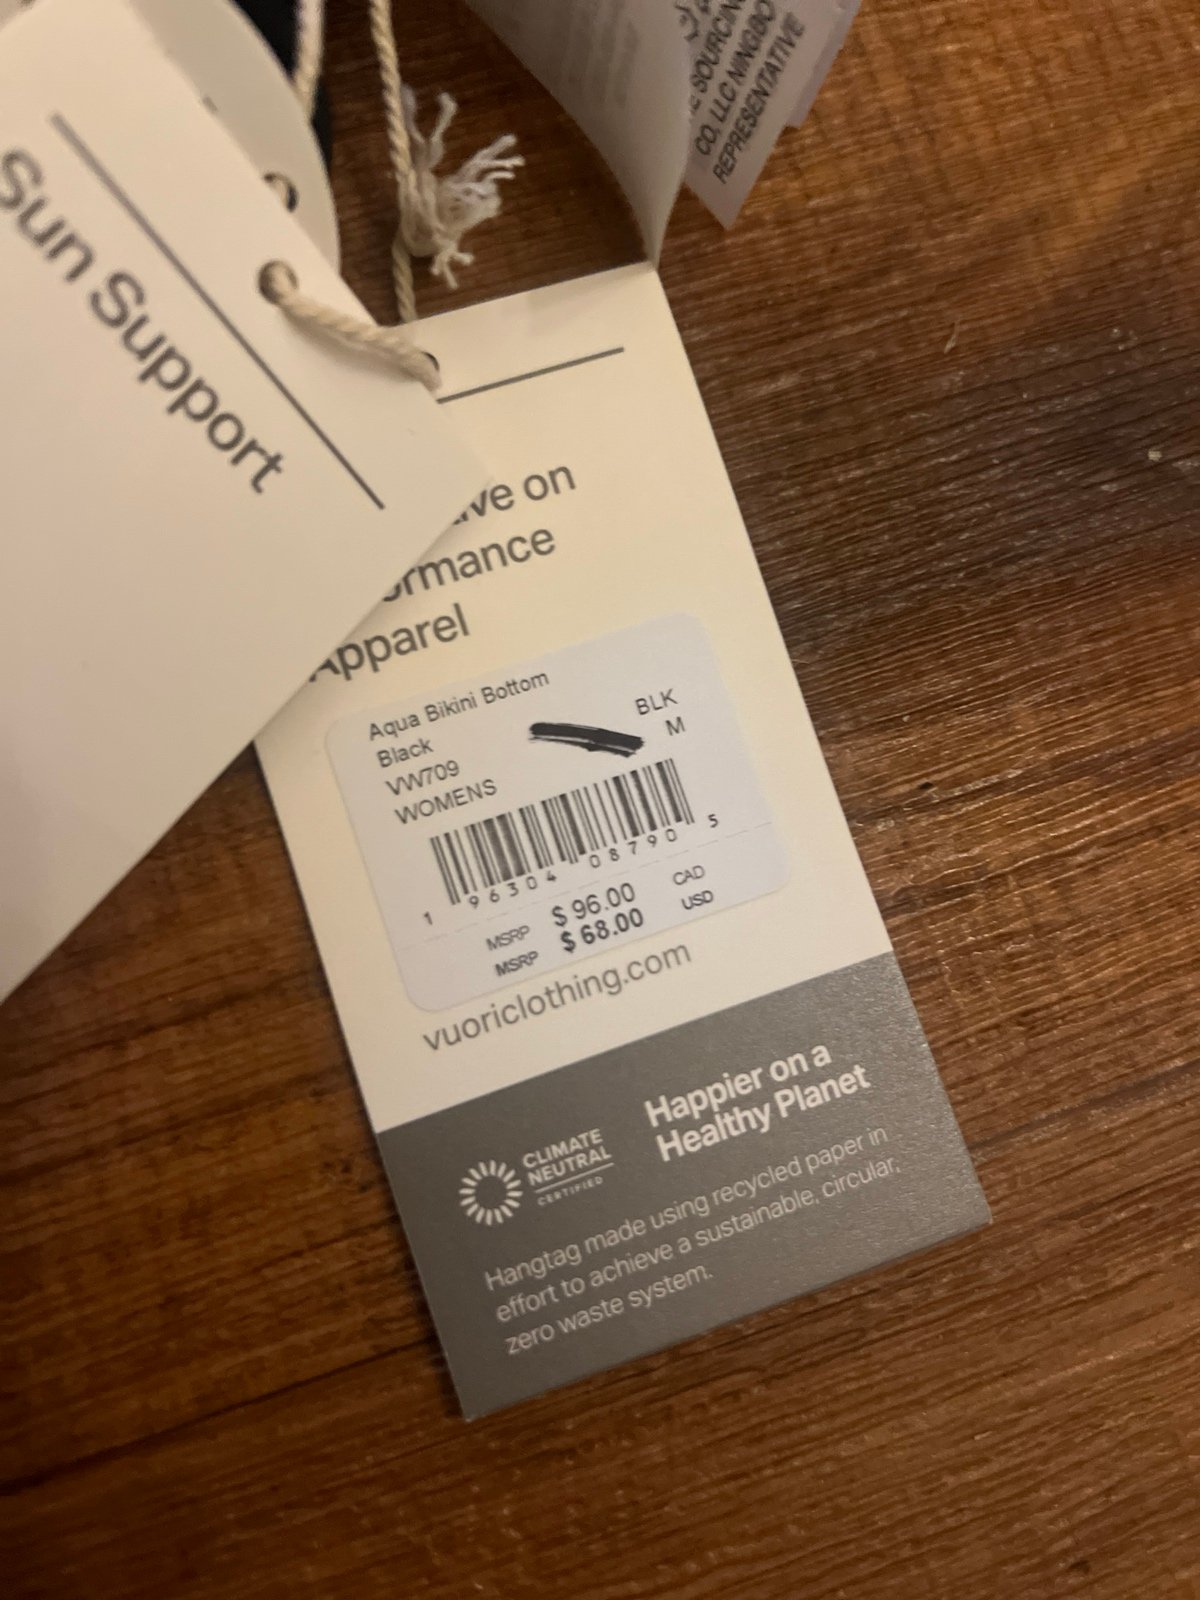 Sun Support
SOURCING
CO, LLC NINGBO
REPRESENTATIVE
on
Apparel
Aqua Bikini Bottom
Black
BLK
VW709
M
WOMENS
1 96304 08790 5
MSRP $ 96.00 CAD
MSRP $ 68.00 USD
vuoriclothing.com
CLIMATE
NEUTRAL
CERTIFIED
Happier on a
Healthy Planet
Hangtag made using recycled paper in
effort to achieve a sustainable, circular,
zero waste system.